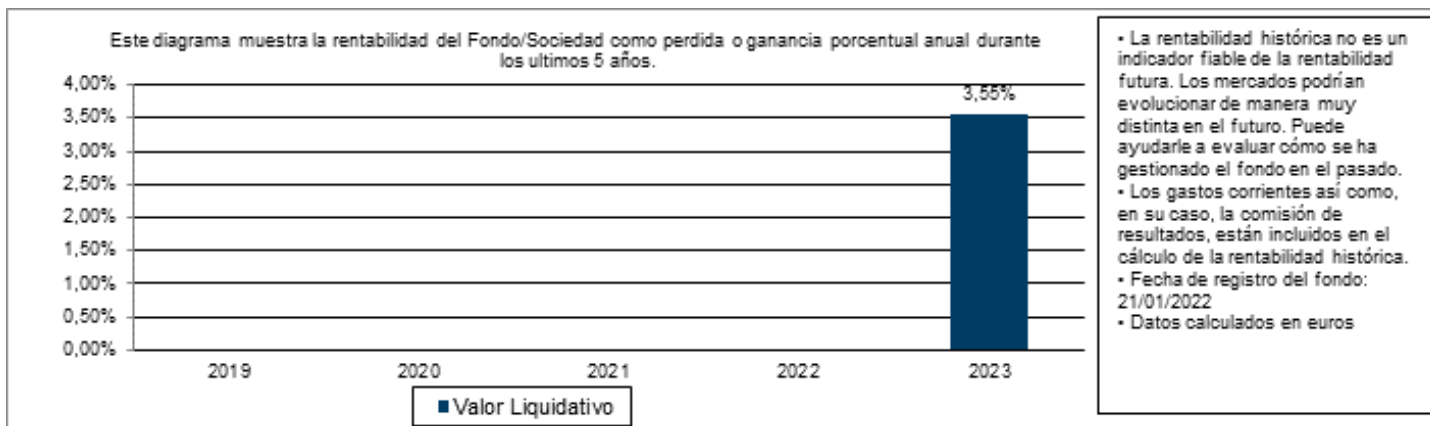 Este diagrama muestra la rentabilidad del Fondo/Sociedad como perdida o ganancia porcentual anual durante
los ultimos 5 años.
4,00%
3,50%
3,00%
2,50%
2,00%
1,50%
1,00%
0,50%
0,00%
3,55%
2019
2020
2021
2022
2023
Valor Liquidativo
▪ La rentabilidad histórica no es un
indicador fiable de la rentabilidad
futura. Los mercados podrían
evolucionar de manera muy
distinta en el futuro. Puede
ayudarle a evaluar cómo se ha
gestionado el fondo en el pasado.
▪ Los gastos corrientes así como,
en su caso, la comisión de
resultados, están incluidos en el
cálculo de la rentabilidad histórica.
▪ Fecha de registro del fondo:
21/01/2022
▪ Datos calculados en euros